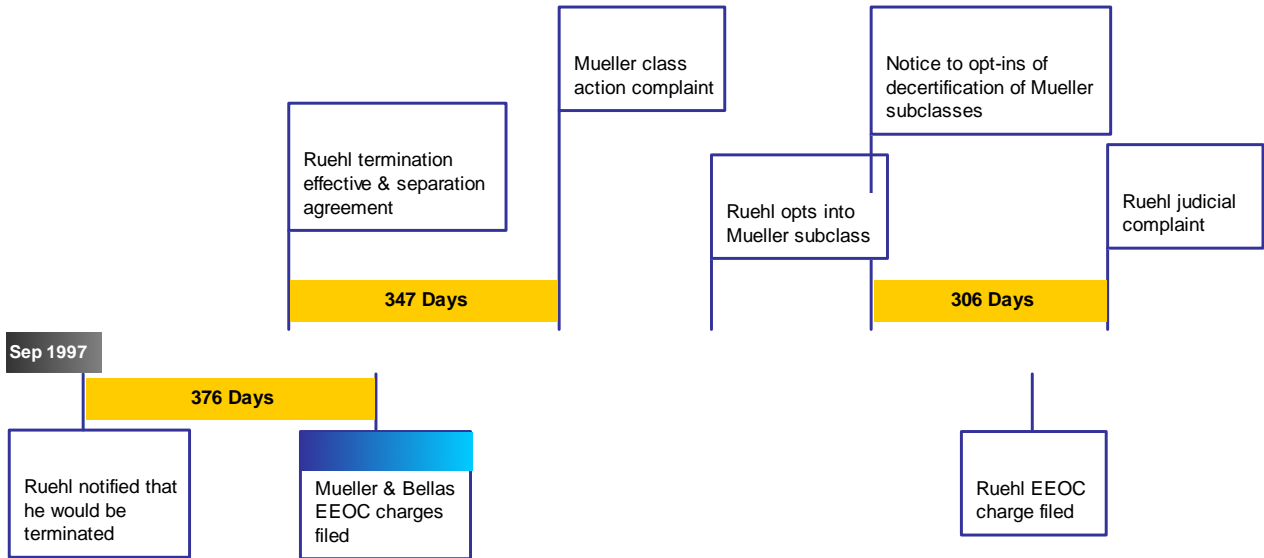 Mueller class
action complaint
Notice to opt-ins of
decertification of Mueller
subclasses
Ruehl termination
effective & separation
agreement
Ruehl opts into
Mueller subclass
Ruehl judicial
complaint
347 Days
306 Days
Sep 1997
376 Days
Ruehl notified that
he would be
terminated
Mueller & Bellas
EEOC charges
filed
Ruehl EEOC
charge filed